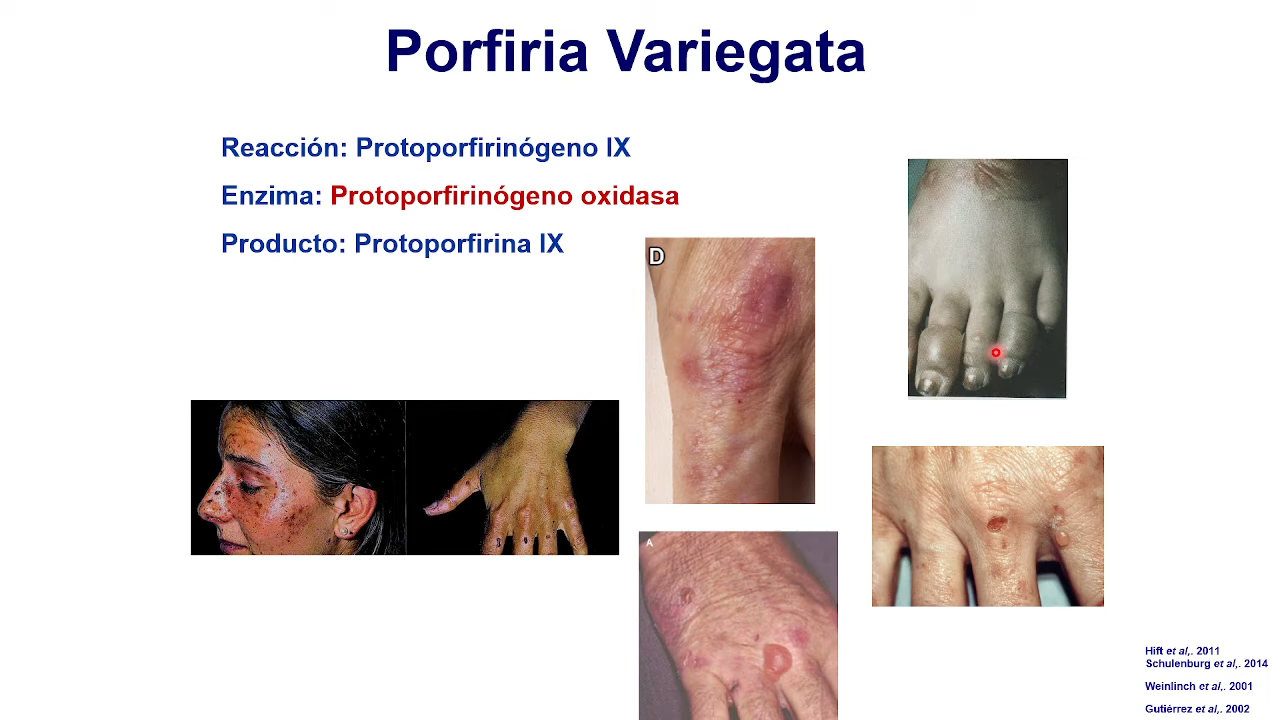 Porfiria Variegata
Reacción: Protoporfirinógeno IX
Enzima: Protoporfirinógeno oxidasa
Producto: Protoporfirina IX
D
A
Hift et al,. 2011
Schulenburg et al,. 2014
Weinlinch et al,. 2001
Gutiérrez et al,. 2002